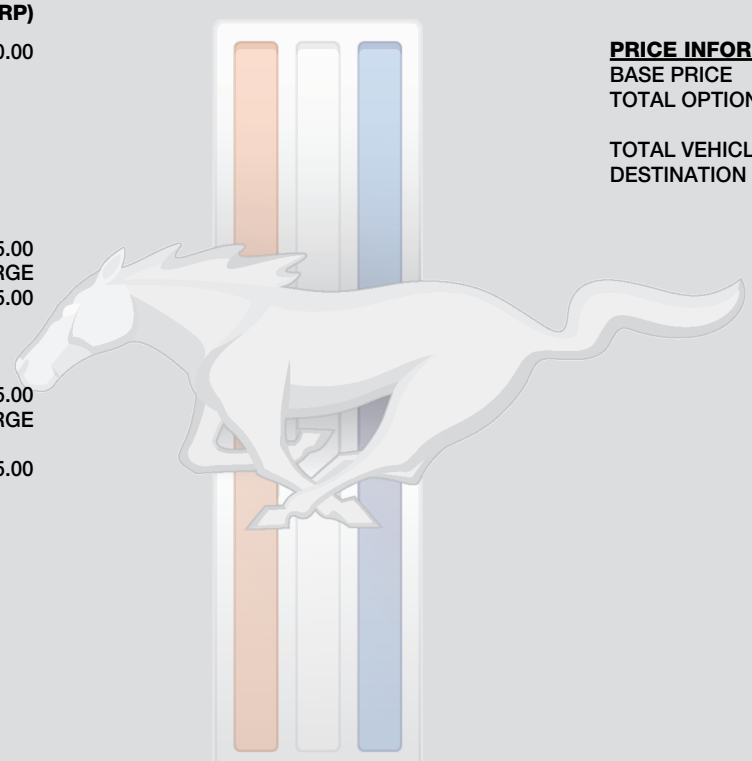 RP)
0.00
5.00
RGE
5.00
5.00
RGE
5.00
PRICE INFOR
BASE PRICE
TOTAL OPTION
TOTAL VEHICL
DESTINATION